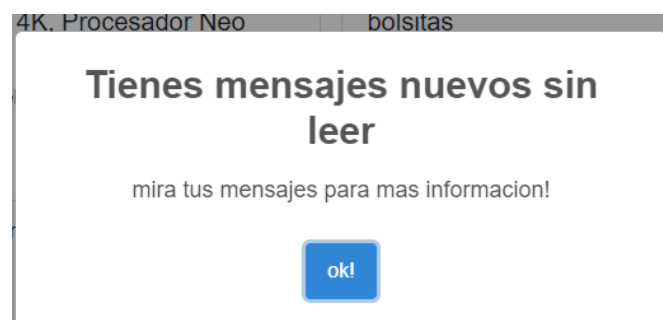 4K, Procesador Neo
bolsitas
Tienes mensajes nuevos sin
leer
mira tus mensajes para mas informacion!
ok!